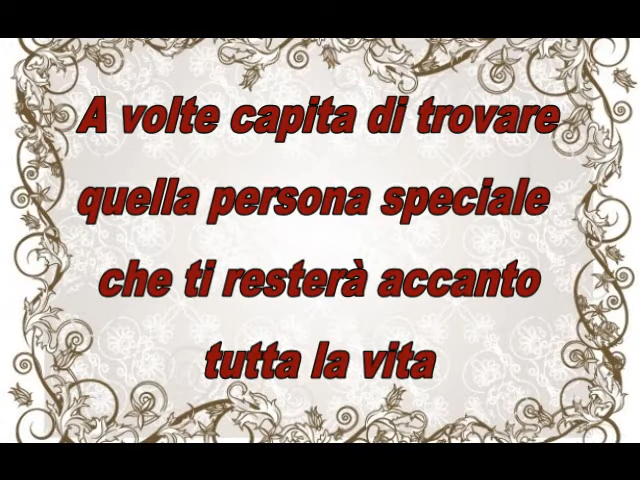 A volte capita di trovare
quella persona speciale
che ti resterà accanto
tutta la vita